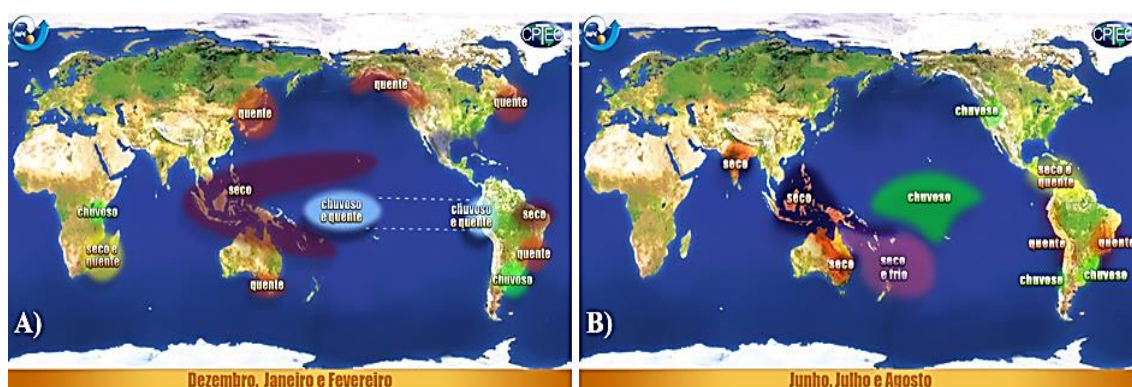 CPTEC
quente
quente
quente
seco
chuvoso
e quente
chuvoso
e quente
seco
chuvoso
seco e
quente
quente
quente
chuvoso
A)
Dezembro, Janeiro e Fevereiro
CPTEC
chuvoso
seco
seco e
quente
seco
chuvoso
quente
quente
seco
seco
e frio
chuvoso
chuvoso
B)
Junho, Julho e Agosto